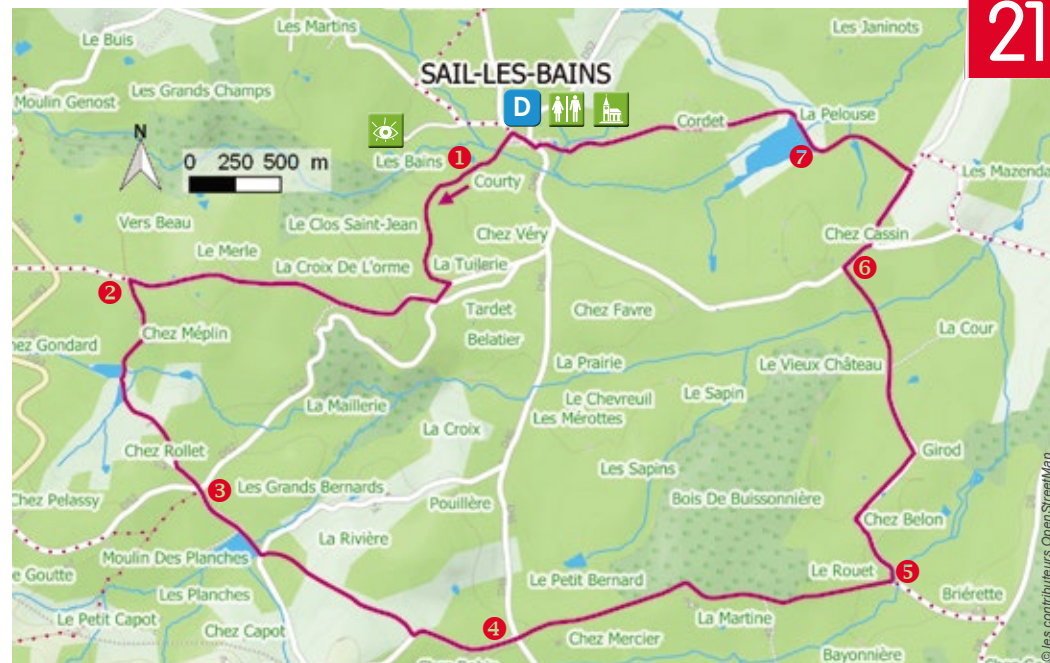 21
Les Martins
Les Janinots
Le Buis
SAIL-LES-BAINS
Les Grands Champs
Moulin Genost
D
Cordet
La Pelouse
N
0 250 500 m
Les Bains
1
7
Courty
Les Mazenda
Vers Beau
Le Clos Saint-Jean
Chez Véry
Chez Cassin
Le Merle
La Croix De L'orme
La Tuilerie
6
2
Tardet
Chez Favre
Chez Méplin
Belatier
La Cour
hez Gondard
La Prairie
Le Vieux Château
Le Chevreuil
Le Sapin
La Maillerie
Les Mérottes
La Croix
Chez Rollet
Girod
Les Sapins
3
Les Grands Bernards
Chez Pelassy
Pouillère
Bois De Buissonnière
Chez Belon
La Rivière
Moulin Des Planches
Le Rouet
5
e Goutte
Le Petit Bernard
Les Planches
Briérette
Le Petit Capot
La Martine
Chez Capot
4
Chez Mercier
Bayonnière
© les contributeurs OpenStreetMap